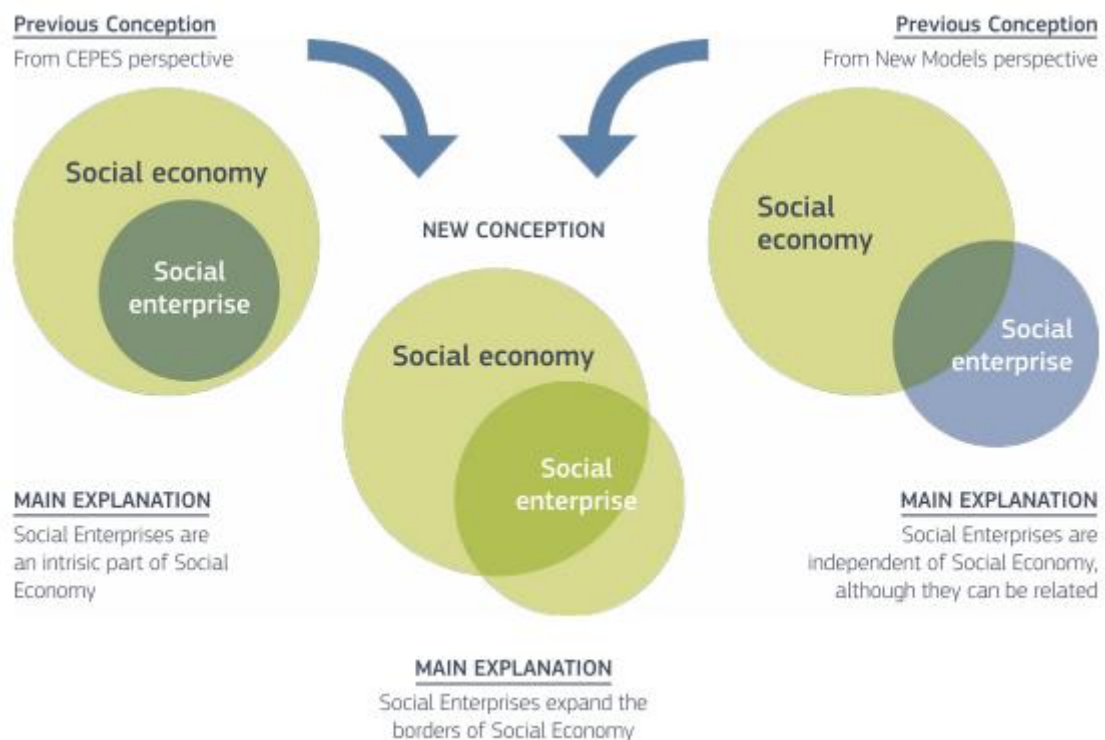 Previous Conception
From CEPES perspective
Social economy
Social
enterprise
MAIN EXPLANATION
Social Enterprises are
an intrisic part of Social
Economy
NEW CONCEPTION
Social economy
Social
enterprise
MAIN EXPLANATION
Social Enterprises expand the
borders of Social Economy
Previous Conception
From New Models perspective
Social
economy
Social
enterprise
MAIN EXPLANATION
Social Enterprises are
independent of Social Economy,
although they can be related